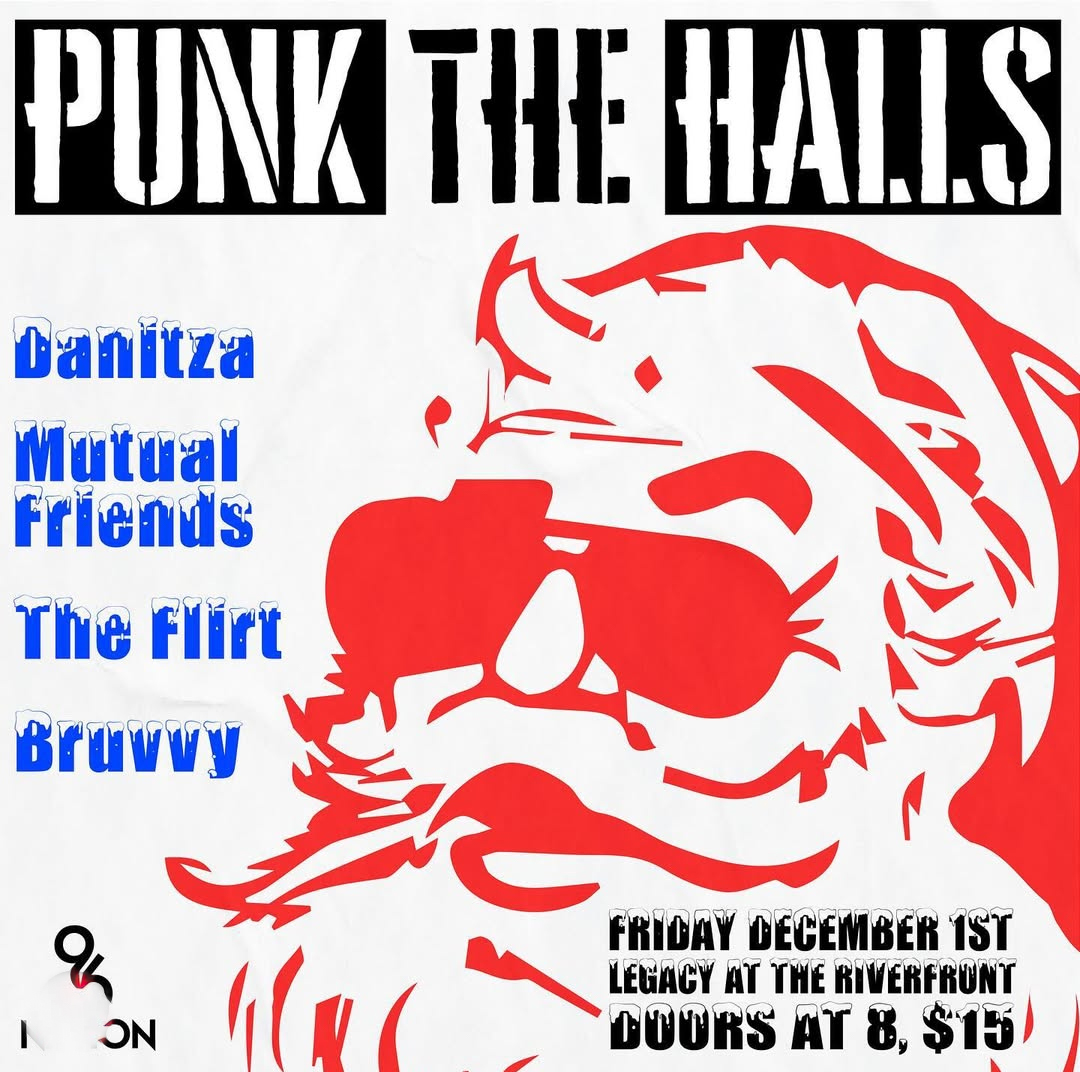 PUNK THE HALLS
Danitza
Mutual
Friends
The Flirt
Bruvvy
FRIDAY DECEMBER 1ST
LEGACY AT THE RIVERFRONT
DOORS AT 8, $15